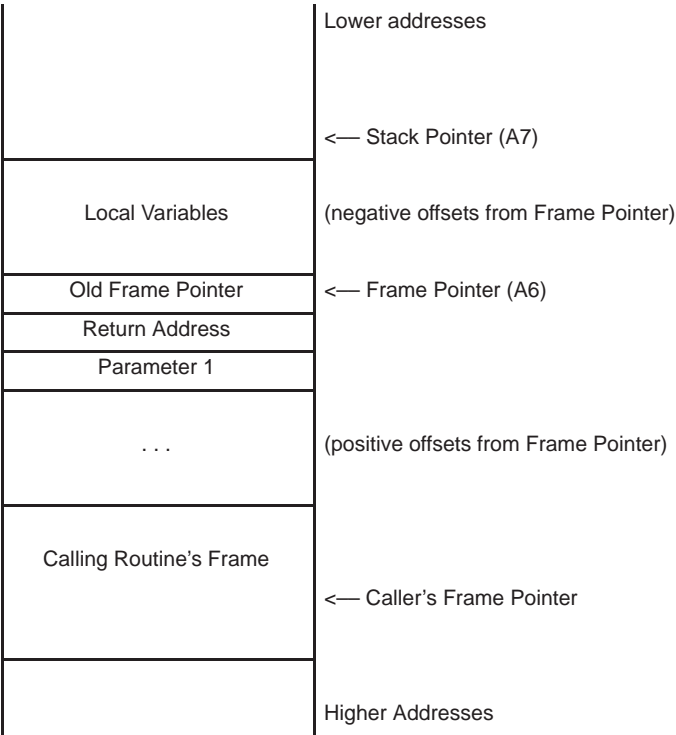 Lower addresses
<— Stack Pointer (A7)
Local Variables (negative offsets from Frame Pointer)
Old Frame Pointer <— Frame Pointer (A6)
Return Address
Parameter 1
. . . (positive offsets from Frame Pointer)
Calling Routine's Frame
<— Caller's Frame Pointer
Higher Addresses